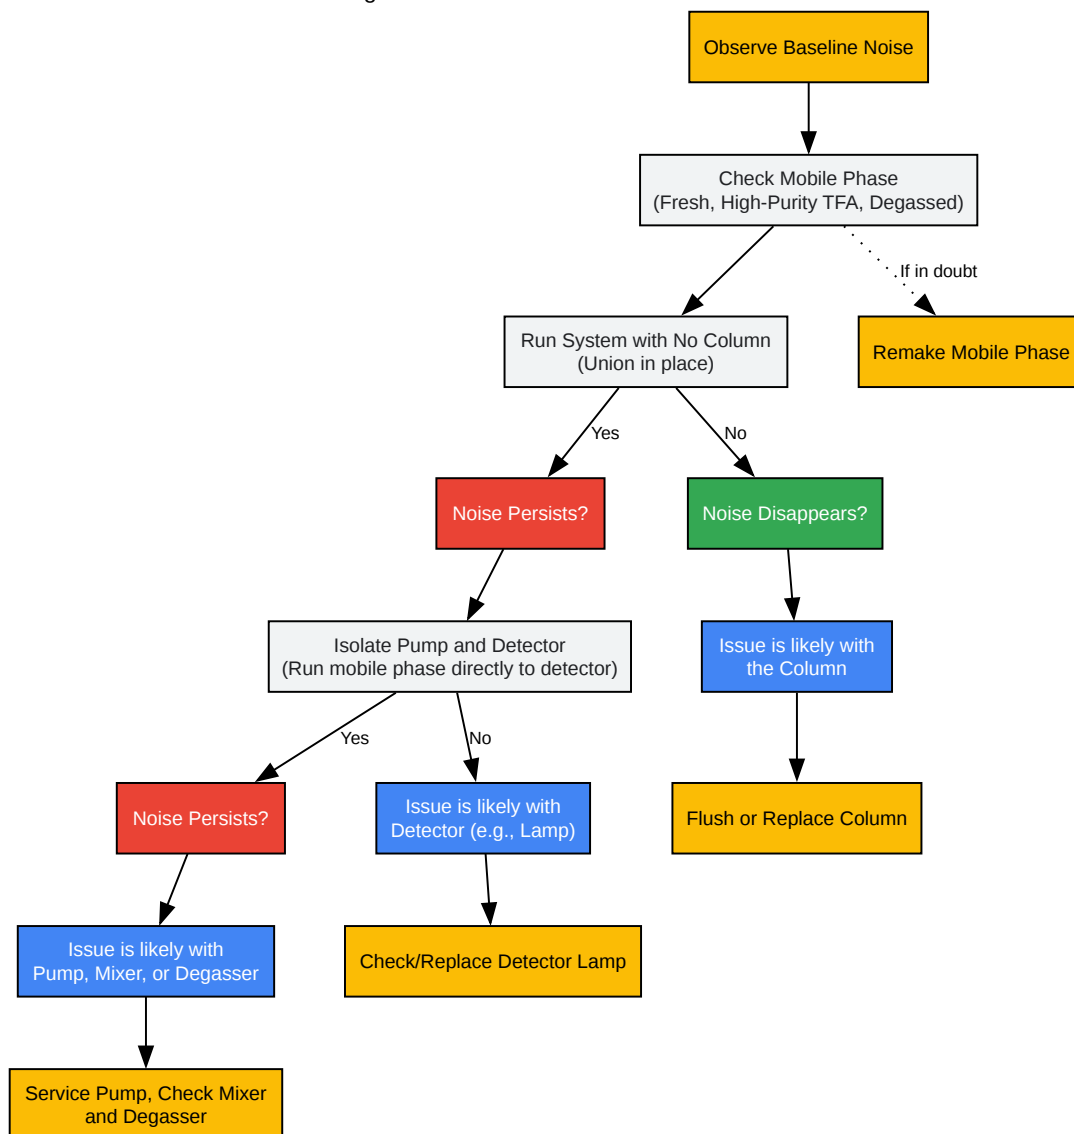 Observe Baseline Noise
Check Mobile Phase
(Fresh, High-Purity TFA, Degassed)
If in doubt
Run System with No Column
(Union in place)
Remake Mobile Phase
Yes
No
Noise Persists?
Noise Disappears?
Isolate Pump and Detector
(Run mobile phase directly to detector)
Issue is likely with
the Column
Yes
No
Noise Persists?
Issue is likely with
Detector (e.g., Lamp)
Flush or Replace Column
Issue is likely with
Pump, Mixer, or Degasser
Check/Replace Detector Lamp
Service Pump, Check Mixer
and Degasser